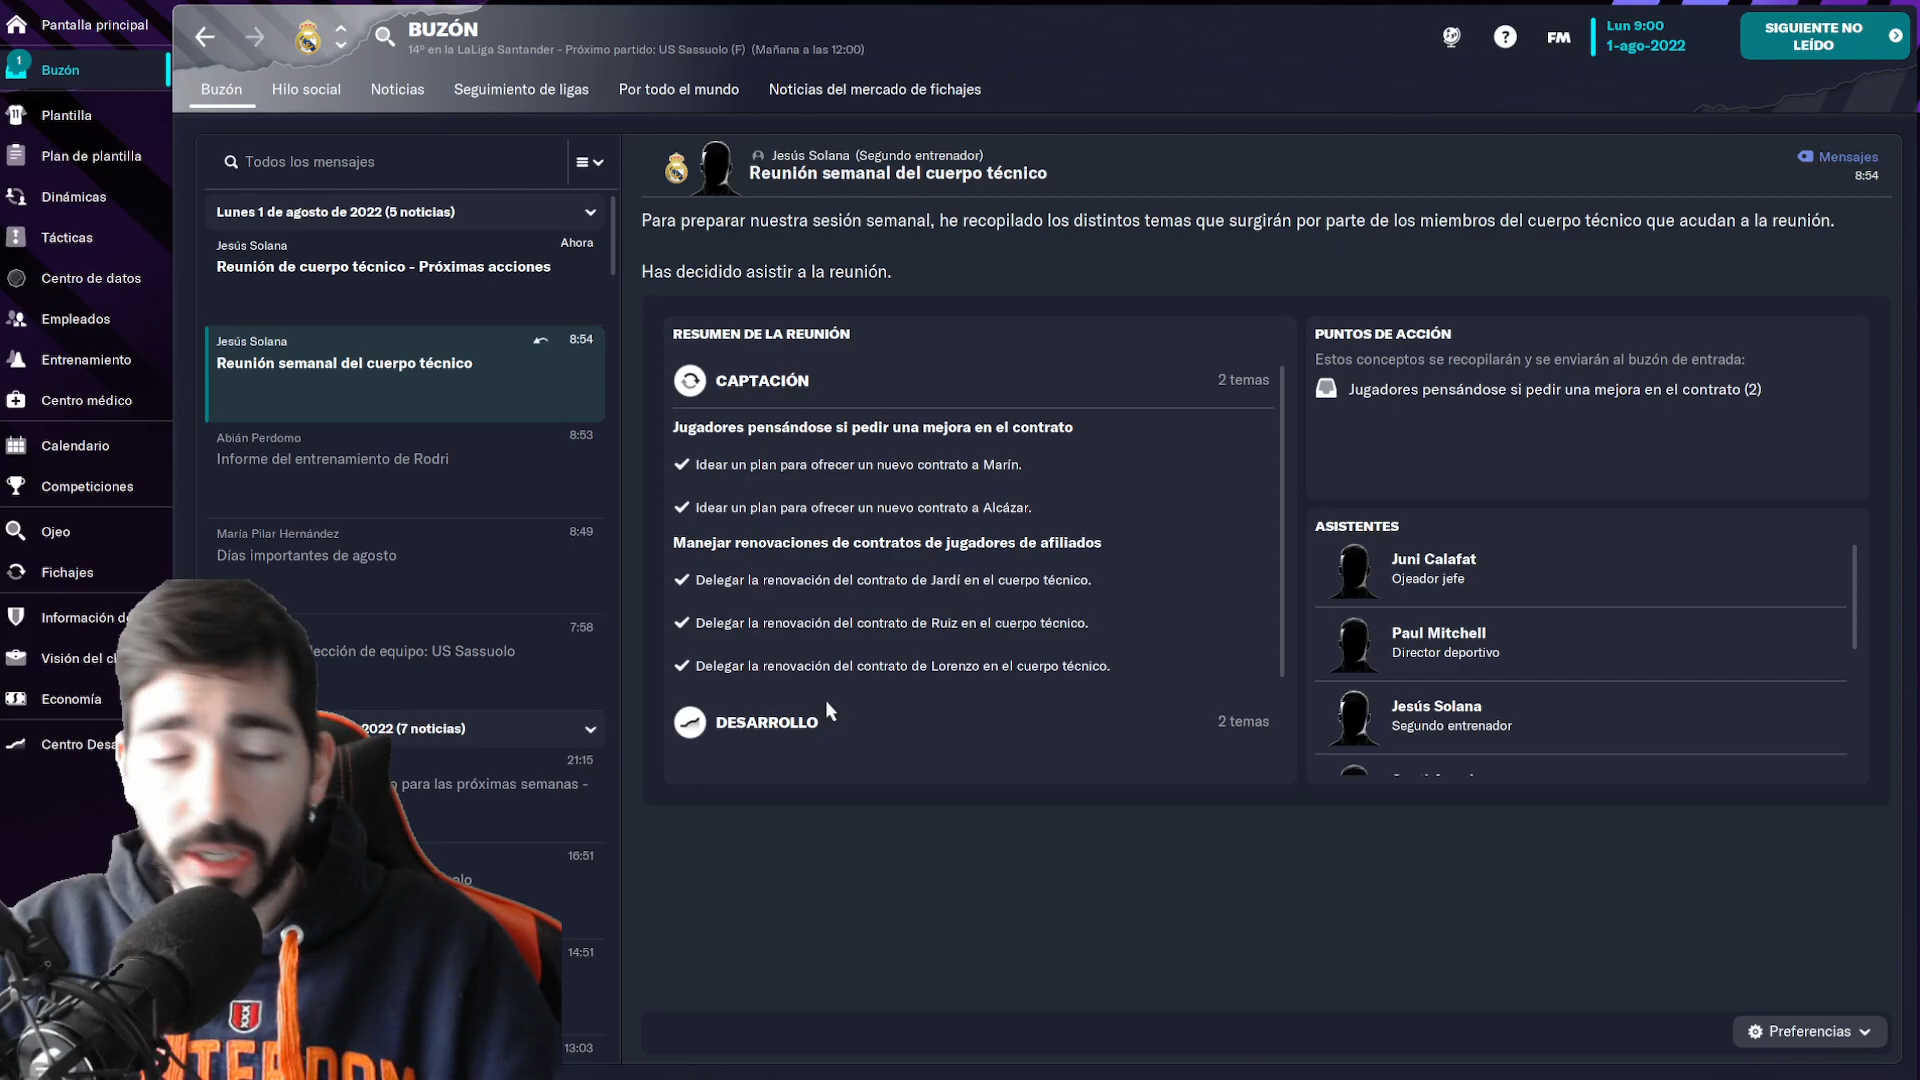 Pantalla principal
1
Buzón
Plantilla
Plan de plantilla
Dinámicas
Tácticas
Centro de datos
Empleados
Entrenamiento
Centro médico
Calendario
Competiciones
Ojeo
Fichajes
Información d
Visión del cl
Economía
Centro Desa
BUZÓN
14º en la LaLiga Santander - Próximo partido: US Sassuolo (F) (Mañana a las 12:00)
FM
Lun 9:00
1-ago-2022
SIGUIENTE NO LEÍDO
Buzón
Hilo social
Noticias
Seguimiento de ligas
Por todo el mundo
Noticias del mercado de fichajes
Todos los mensajes
Lunes 1 de agosto de 2022 (5 noticias)
Jesús Solana
Ahora
Reunión de cuerpo técnico - Próximas acciones
Jesús Solana
8:54
Reunión semanal del cuerpo técnico
Abián Perdomo
8:53
Informe del entrenamiento de Rodri
María Pilar Hernández
8:49
Días importantes de agosto
7:58
lección de equipo: US Sassuolo
2022 (7 noticias)
21:15
para las próximas semanas -
16:51
olo
14:51
13:03
Jesús Solana (Segundo entrenador)
Reunión semanal del cuerpo técnico
Mensajes
8:54
Para preparar nuestra sesión semanal, he recopilado los distintos temas que surgirán por parte de los miembros del cuerpo técnico que acudan a la reunión.
Has decidido asistir a la reunión.
RESUMEN DE LA REUNIÓN
CAPTACIÓN
2 temas
Jugadores pensándose si pedir una mejora en el contrato
Idear un plan para ofrecer un nuevo contrato a Marín.
Idear un plan para ofrecer un nuevo contrato a Alcázar.
Manejar renovaciones de contratos de jugadores de afiliados
Delegar la renovación del contrato de Jardí en el cuerpo técnico.
Delegar la renovación del contrato de Ruiz en el cuerpo técnico.
Delegar la renovación del contrato de Lorenzo en el cuerpo técnico.
DESARROLLO
2 temas
PUNTOS DE ACCIÓN
Estos conceptos se recopilarán y se enviarán al buzón de entrada:
Jugadores pensándose si pedir una mejora en el contrato (2)
ASISTENTES
Juni Calafat
Ojeador jefe
Paul Mitchell
Director deportivo
Jesús Solana
Segundo entrenador
Preferencias